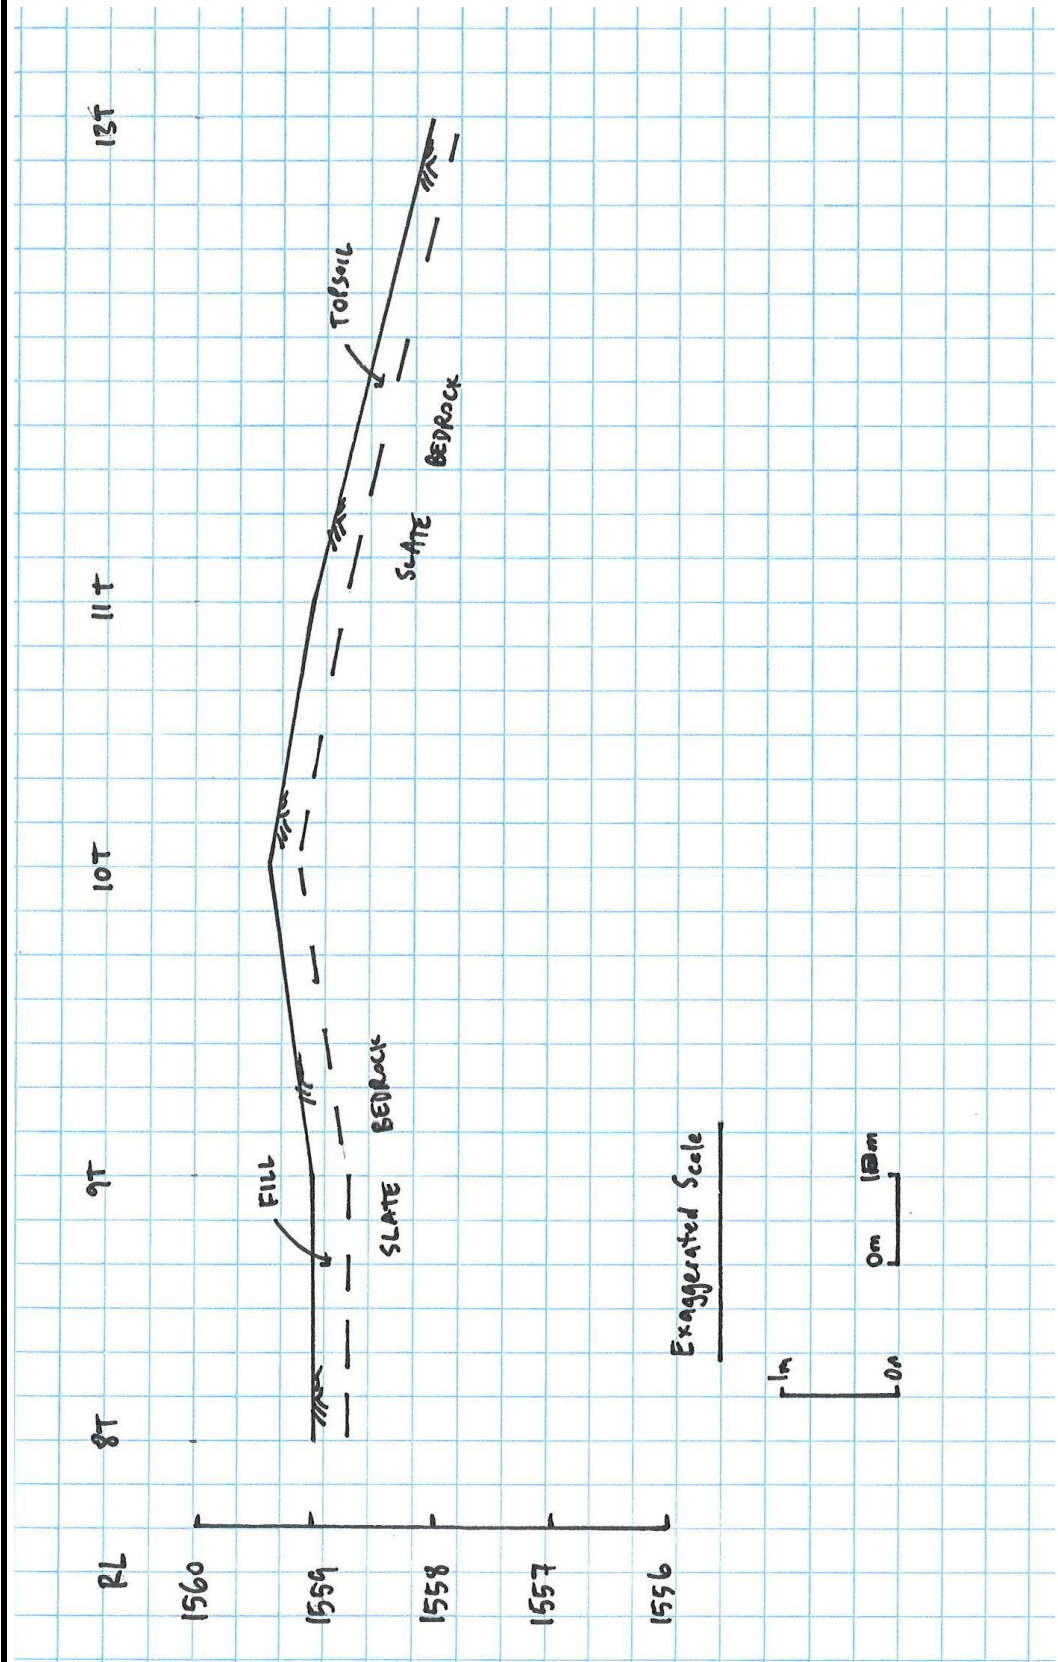 RL 8T 9T 10T 11T 13T
1560
1559
1558
1557
1556
FILL
TOPSOIL
SLATE BEDROCK
SLATE BEDROCK
Exaggerated Scale
1m
0m
0m 10m